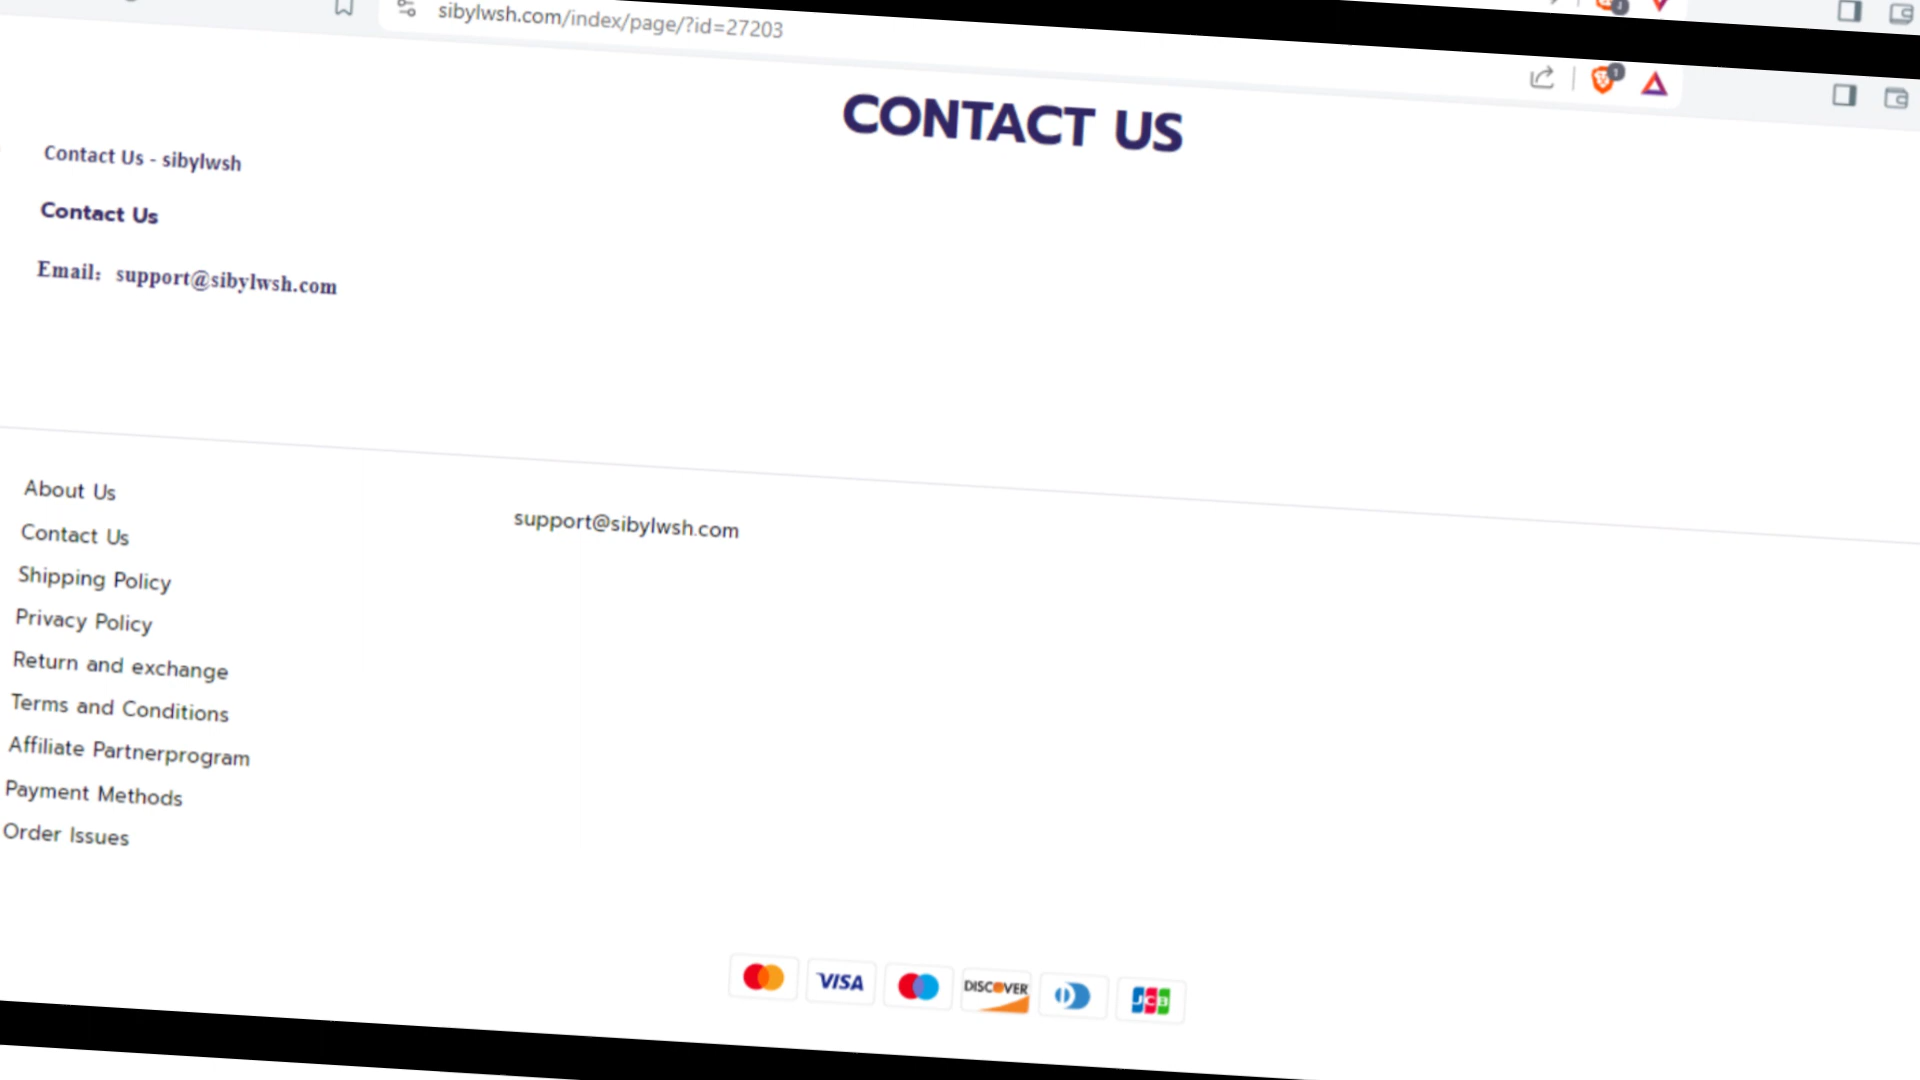 sibylwsh.com/index/page/?id=27203
1
CONTACT US
Contact Us - sibylwsh
Contact Us
Email: support@sibylwsh.com
About Us
support@sibylwsh.com
Contact Us
Shipping Policy
Privacy Policy
Return and exchange
Terms and Conditions
Affiliate Partnerprogram
Payment Methods
Order Issues
VISA
DISCOVER
JCB